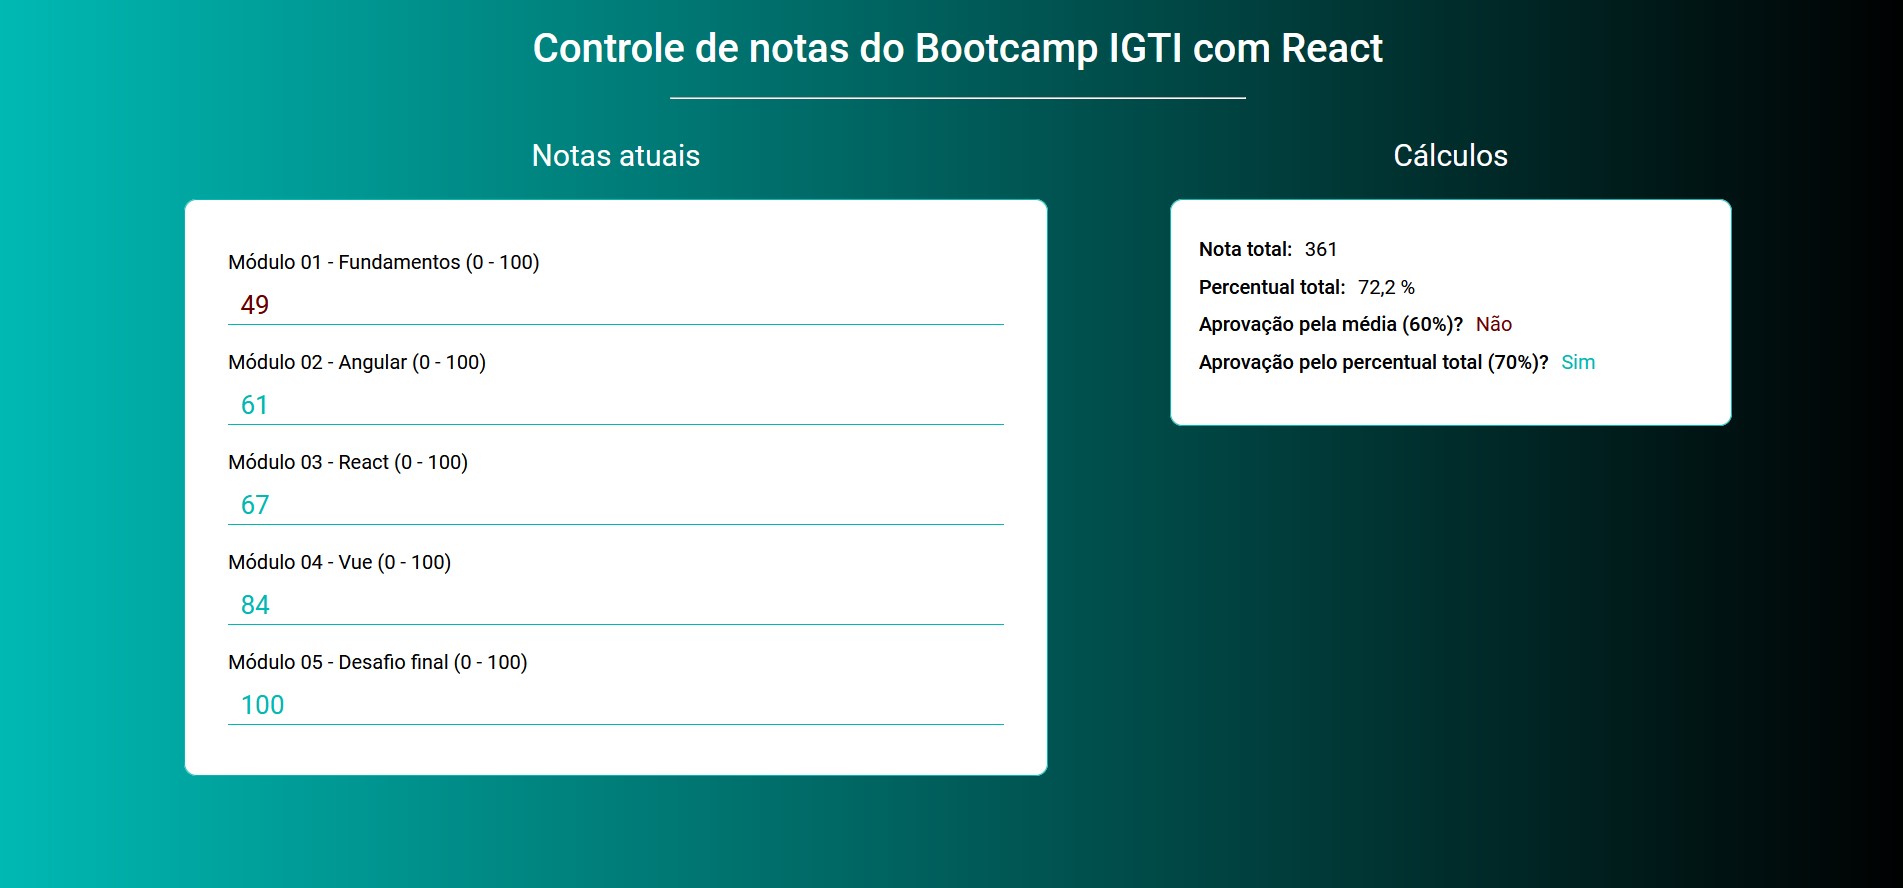 Controle de notas do Bootcamp IGTI com React
Notas atuais
Módulo 01 - Fundamentos (0 - 100)
49
Módulo 02 - Angular (0 - 100)
61
Módulo 03 - React (0 - 100)
67
Módulo 04 - Vue (0 - 100)
84
Módulo 05 - Desafio final (0 - 100)
100
Cálculos
Nota total: 361
Percentual total: 72,2 %
Aprovação pela média (60%)? Não
Aprovação pelo percentual total (70%)? Sim